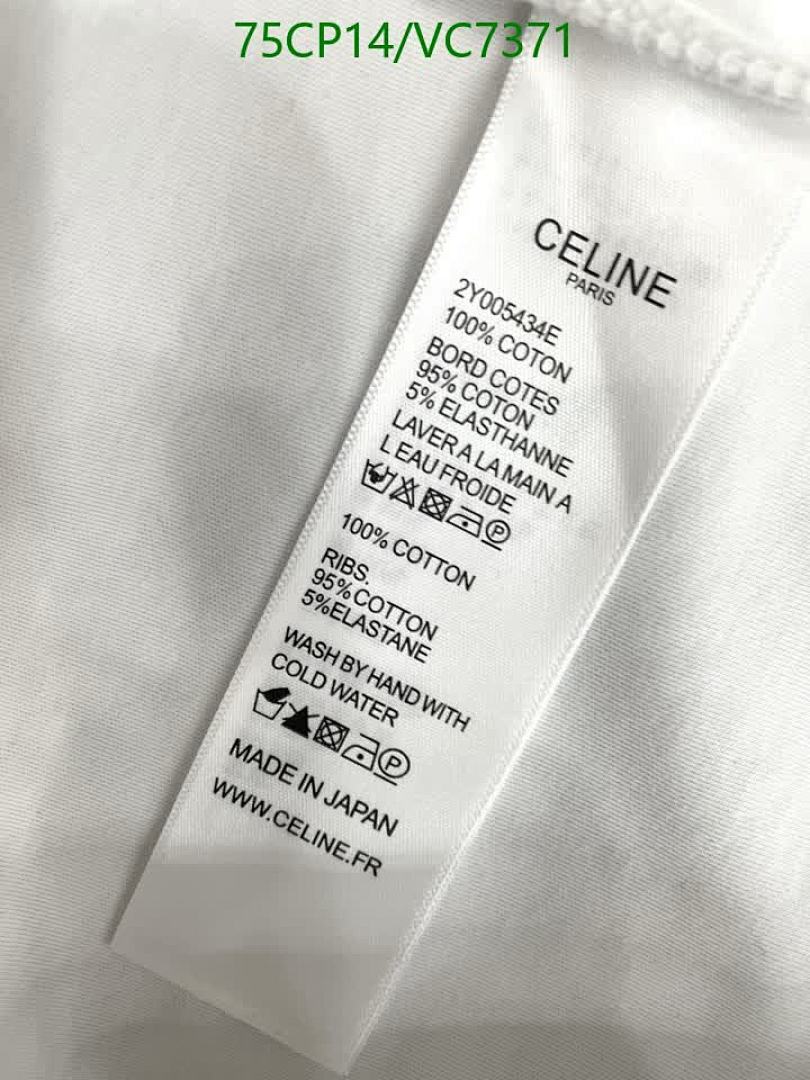 75CP14/VC7371
CELINE
PARIS
2Y005434E
100% COTON
BORD COTES
95% COTON
5% ELASTHANNE
LAVER A LA MAIN A
L EAU FROIDE
P
100% COTTON
RIBS.
95%COTTON
5%ELASTANE
WASH BY HAND WITH
COLD WATER
P
MADE IN JAPAN
WWW.CELINE.FR